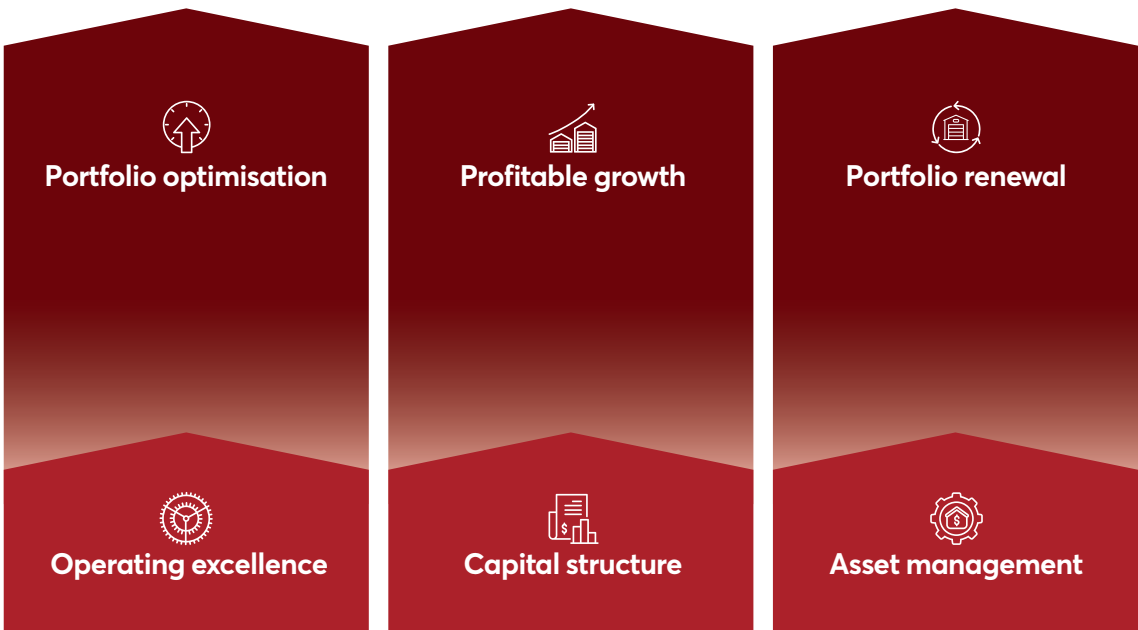 Portfolio optimisation
Profitable growth
Portfolio renewal
$
$
Operating excellence
Capital structure
Asset management